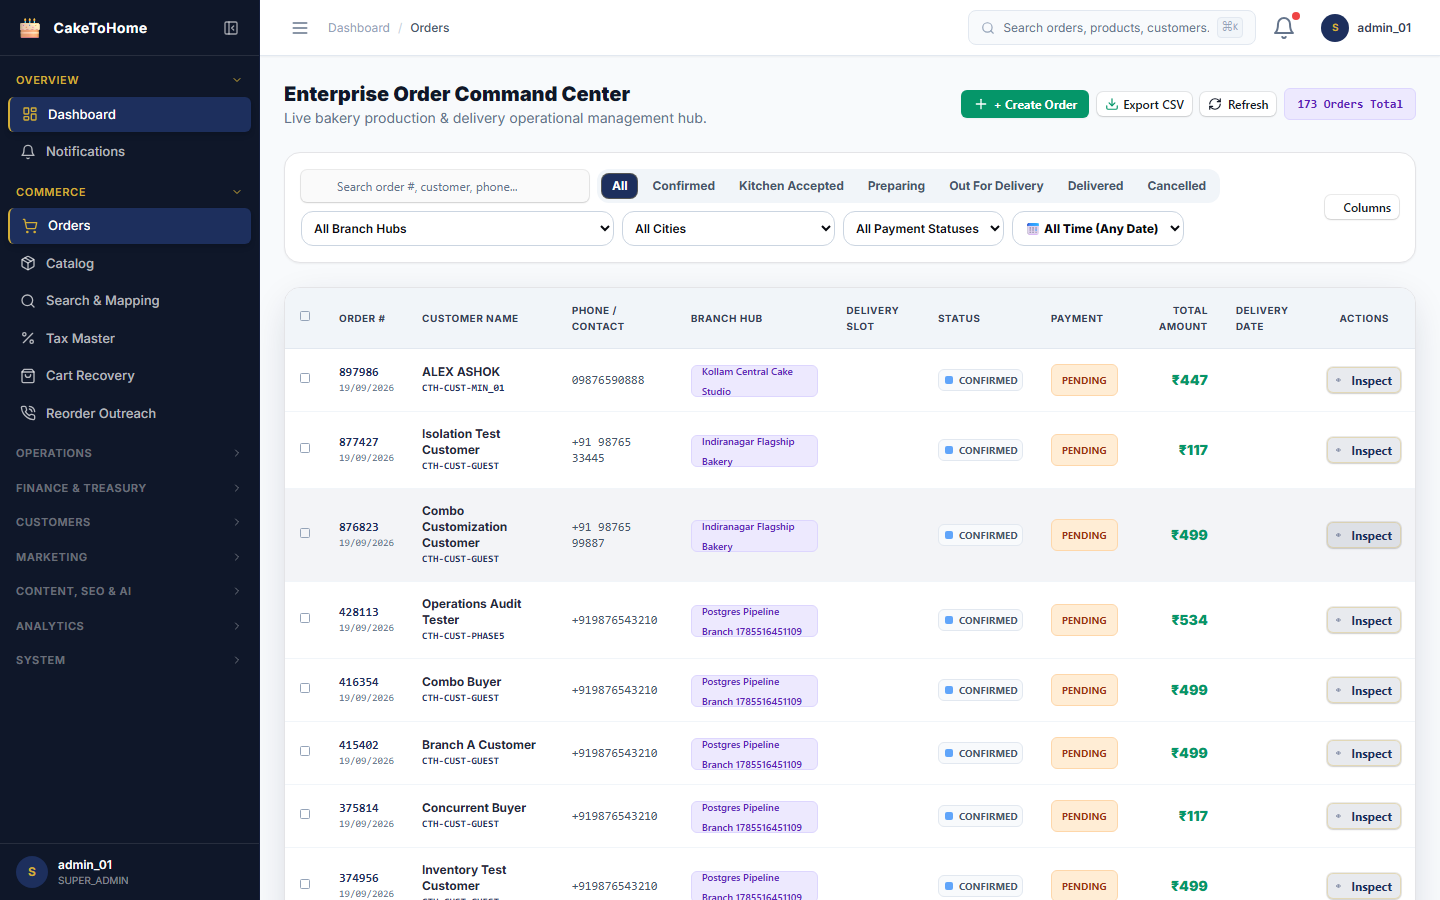 CakeToHome
Dashboard / Orders
Search orders, products, customers.
⌘K
S
admin_01
OVERVIEW
Dashboard
Notifications
COMMERCE
Orders
Catalog
Search & Mapping
Tax Master
Cart Recovery
Reorder Outreach
OPERATIONS
FINANCE & TREASURY
CUSTOMERS
MARKETING
CONTENT, SEO & AI
ANALYTICS
SYSTEM
S
admin_01
SUPER_ADMIN
Enterprise Order Command Center
Live bakery production & delivery operational management hub.
+ Create Order
Export CSV
Refresh
173 Orders Total
Search order #, customer, phone...
All
Confirmed
Kitchen Accepted
Preparing
Out For Delivery
Delivered
Cancelled
Columns
All Branch Hubs
All Cities
All Payment Statuses
All Time (Any Date)
ORDER #
CUSTOMER NAME
PHONE /
CONTACT
BRANCH HUB
DELIVERY
SLOT
STATUS
PAYMENT
TOTAL
AMOUNT
DELIVERY
DATE
ACTIONS
897986
19/09/2026
ALEX ASHOK
CTH-CUST-MIN_01
09876590888
Kollam Central Cake
Studio
CONFIRMED
PENDING
₹447
Inspect
877427
19/09/2026
Isolation Test
Customer
CTH-CUST-GUEST
+91 98765
33445
Indiranagar Flagship
Bakery
CONFIRMED
PENDING
₹117
Inspect
876823
19/09/2026
Combo
Customization
Customer
CTH-CUST-GUEST
+91 98765
99887
Indiranagar Flagship
Bakery
CONFIRMED
PENDING
₹499
Inspect
428113
19/09/2026
Operations Audit
Tester
CTH-CUST-PHASE5
+919876543210
Postgres Pipeline
Branch 1785516451109
CONFIRMED
PENDING
₹534
Inspect
416354
19/09/2026
Combo Buyer
CTH-CUST-GUEST
+919876543210
Postgres Pipeline
Branch 1785516451109
CONFIRMED
PENDING
₹499
Inspect
415402
19/09/2026
Branch A Customer
CTH-CUST-GUEST
+919876543210
Postgres Pipeline
Branch 1785516451109
CONFIRMED
PENDING
₹499
Inspect
375814
19/09/2026
Concurrent Buyer
CTH-CUST-GUEST
+919876543210
Postgres Pipeline
Branch 1785516451109
CONFIRMED
PENDING
₹117
Inspect
374956
19/09/2026
Inventory Test
Customer
+919876543210
Postgres Pipeline
Branch 1785516451109
CONFIRMED
PENDING
₹499
Inspect